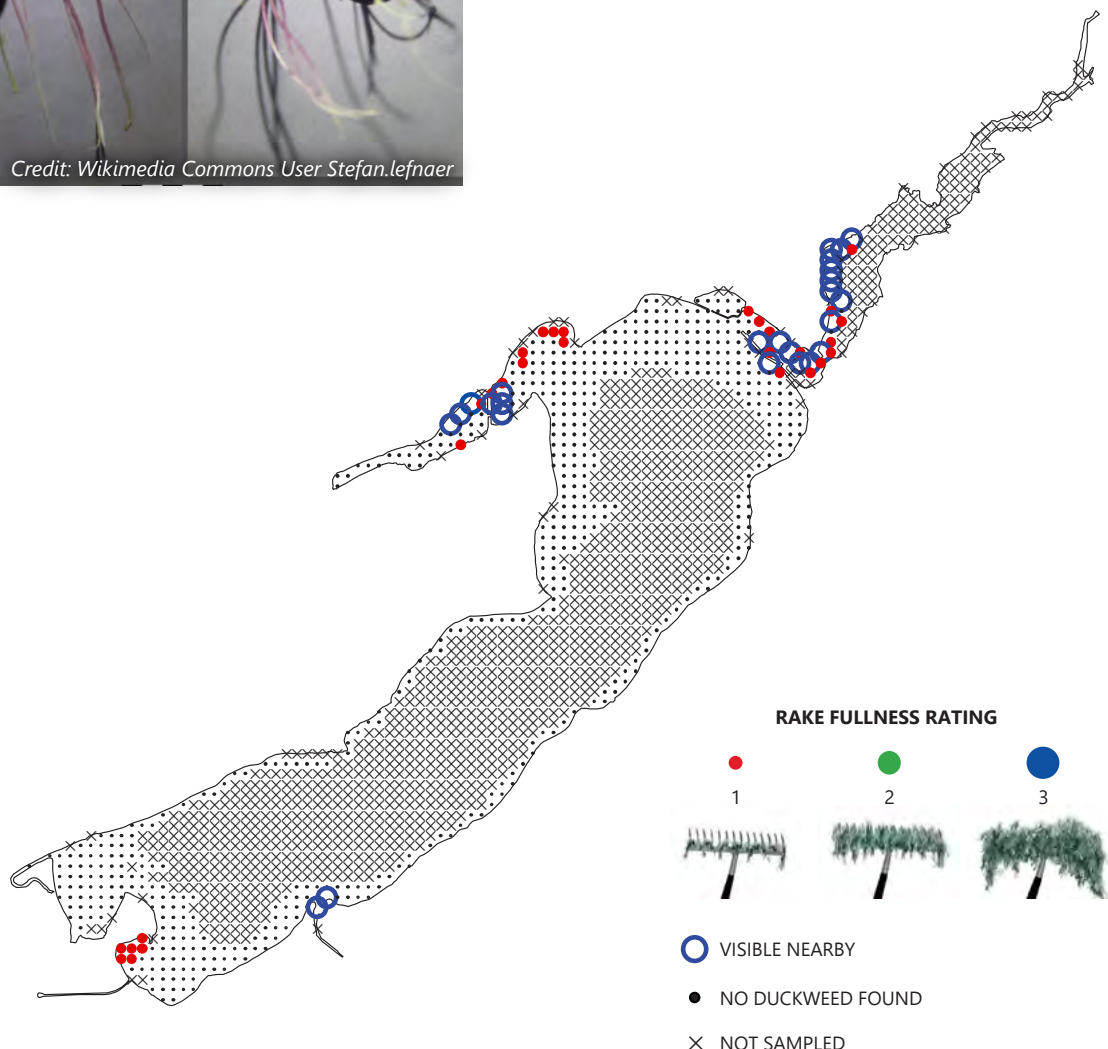 Credit: Wikimedia Commons User Stefan.lefnaer
RAKE FULLNESS RATING
1
2
3
VISIBLE NEARBY
NO DUCKWEED FOUND
NOT SAMPLED